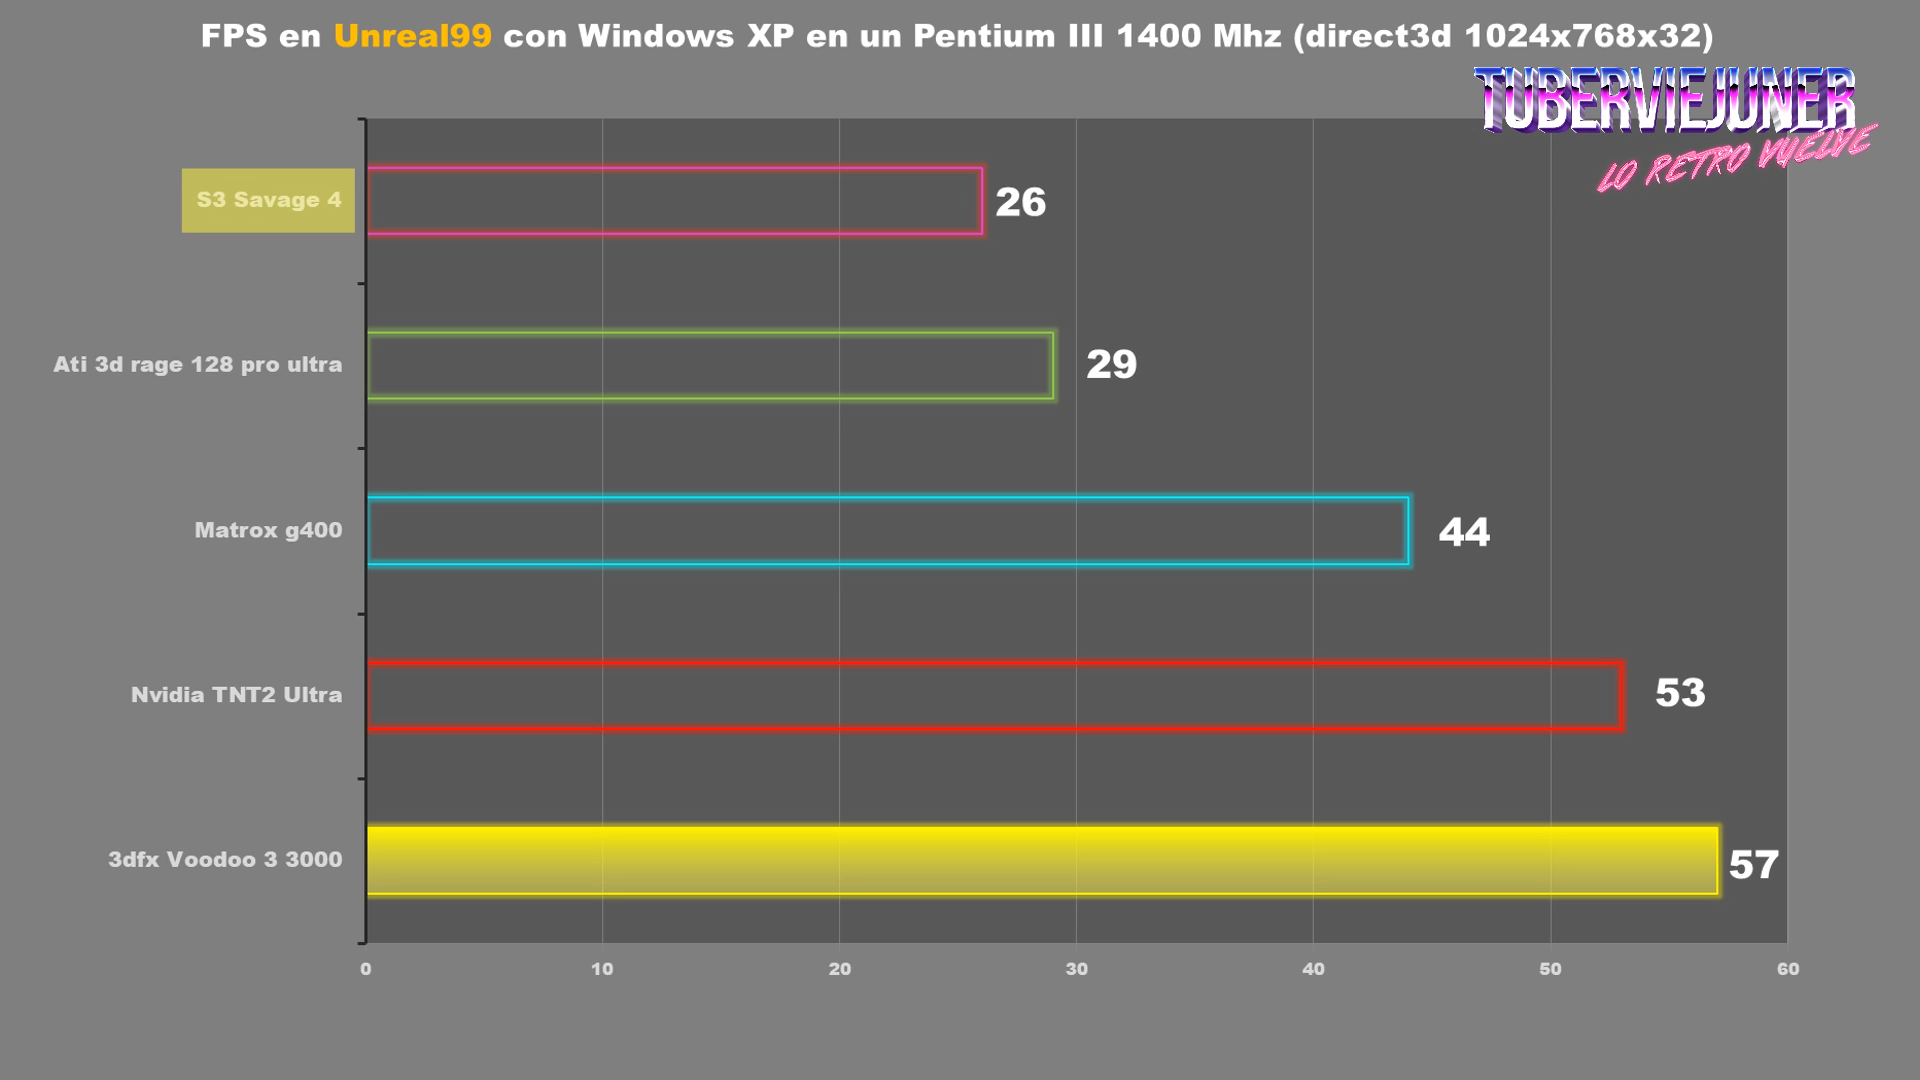 FPS en Unreal99 con Windows XP en un Pentium III 1400 Mhz (direct3d 1024x768x32)
TUBERVIEJUNER
LO RETRO VUELVE
S3 Savage 4
26
Ati 3d rage 128 pro ultra
29
Matrox g400
44
Nvidia TNT2 Ultra
53
3dfx Voodoo 3 3000
57
0 10 20 30 40 50 60